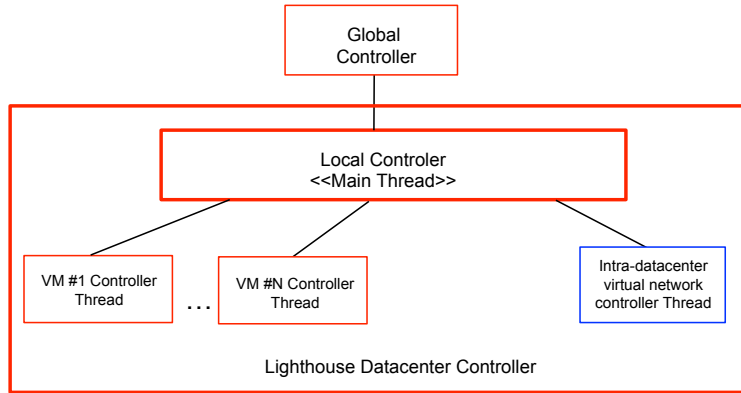 Global
Controller
Local Controler
<<Main Thread>>
VM #1 Controller
Thread
...
VM #N Controller
Thread
Intra-datacenter
virtual network
controller Thread
Lighthouse Datacenter Controller